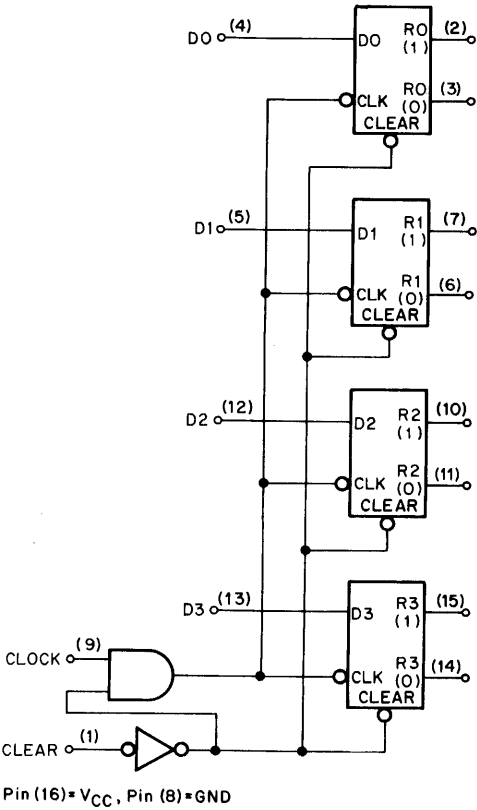 D0 (4) D0 R0 (1) (2)
R0 (0) (3)
CLK
CLEAR
D1 (5) D1 R1 (1) (7)
R1 (0) (6)
CLK
CLEAR
D2 (12) D2 R2 (1) (10)
R2 (0) (11)
CLK
CLEAR
D3 (13) D3 R3 (1) (15)
R3 (0) (14)
CLK
CLEAR
CLOCK (9)
CLEAR (1)
Pin (16)=VCC, Pin (8)=GND